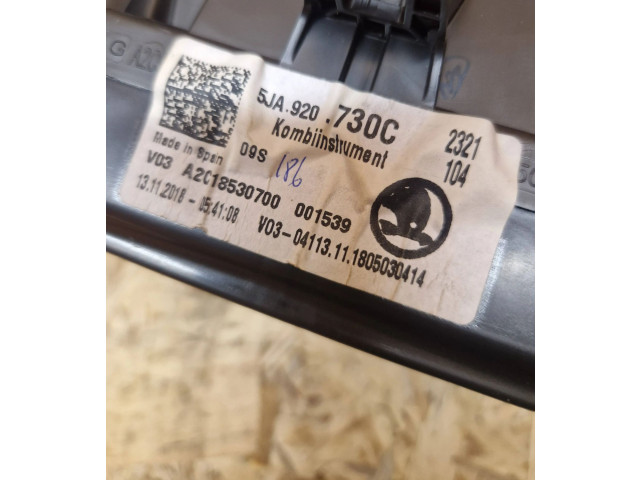 5JA.920 .730C
Kombiinstrument
2321
104
Made in Spain
09S
186
V03 A2C18530700 001539
13.11.2018 - 05:41:08 V03-04113.11.1805030414